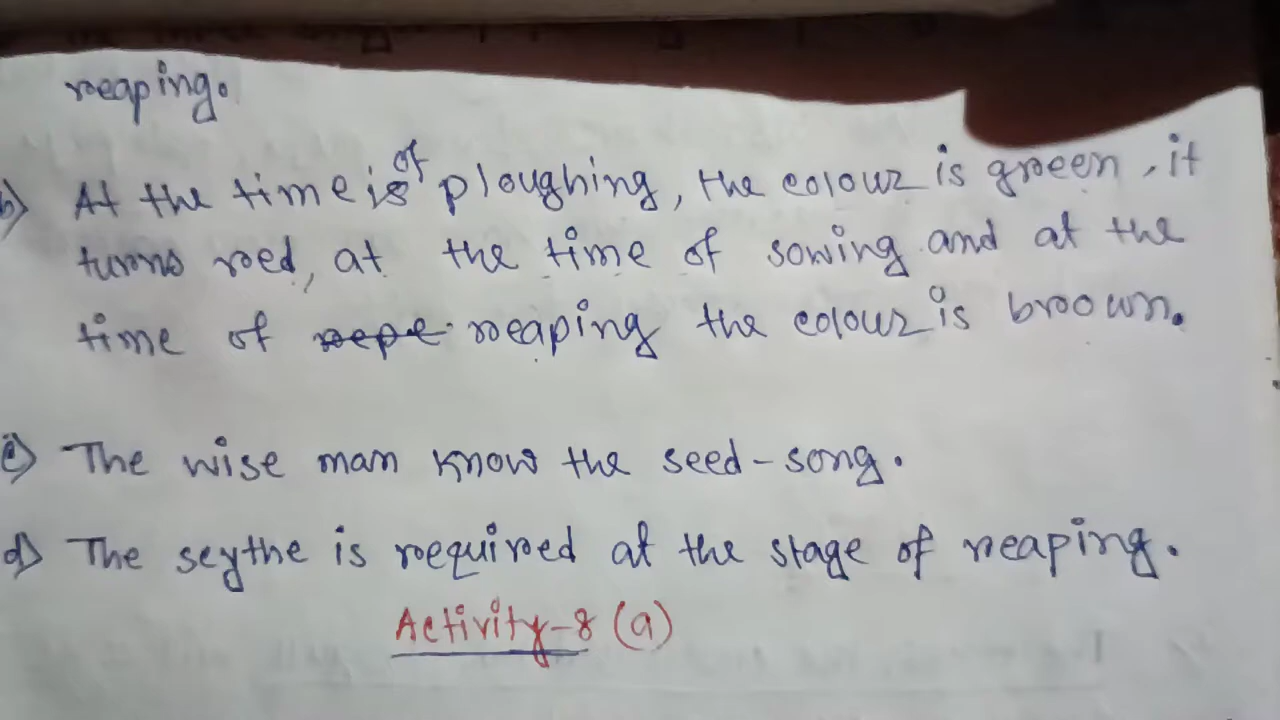 reaping.
b) At the time is of ploughing, the colour is green, it
turns red, at the time of sowing and at the
time of repe reaping the colour is brown.
c) The wise man know the seed-song.
d) The scythe is required at the stage of reaping.
Activity-8 (a)